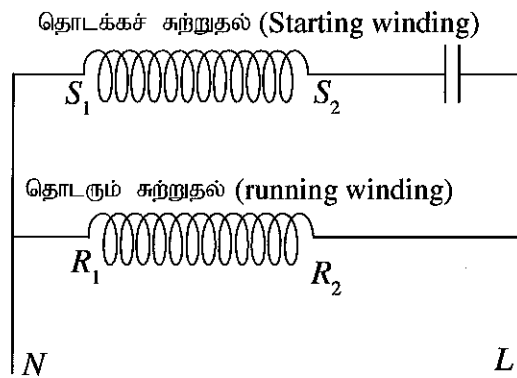 தொடக்கச் சுற்றுதல் (Starting winding)
S₁ S₂
தொடரும் சுற்றுதல் (running winding)
R₁ R₂
N L